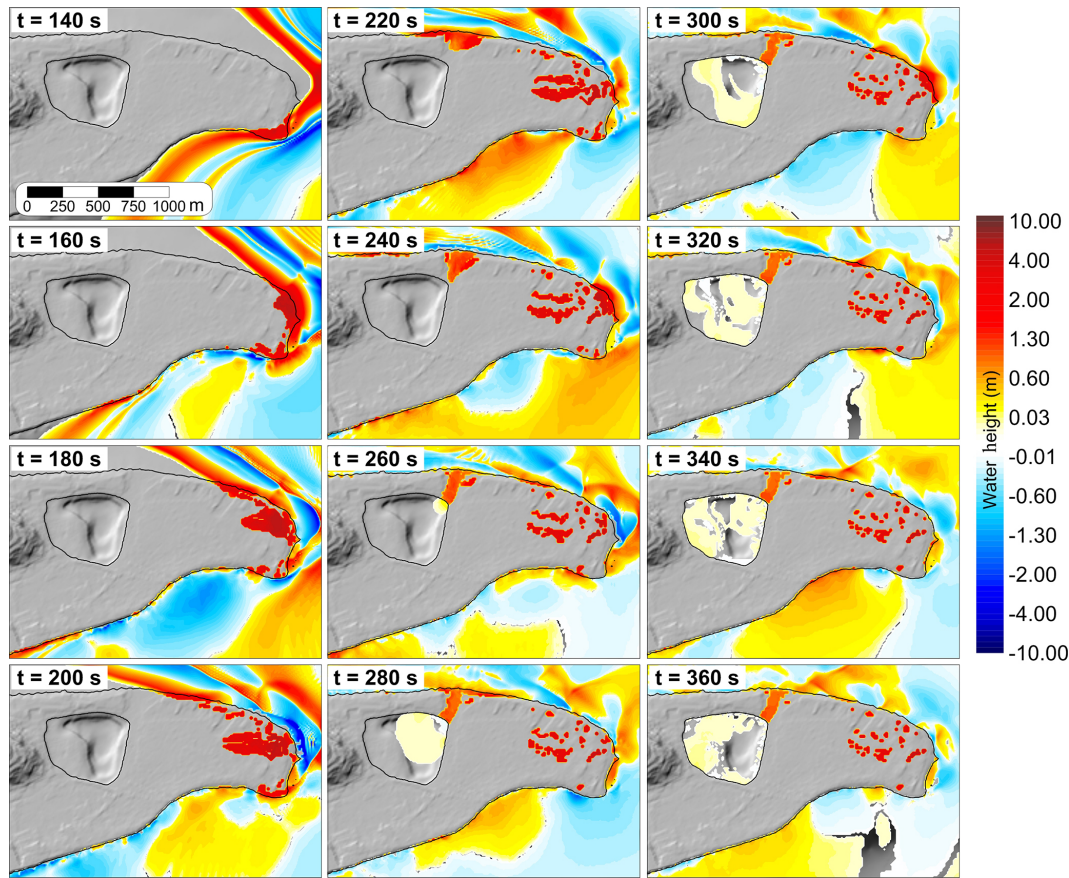 t = 140 s
t = 220 s
t = 300 s
0 250 500 750 1000 m
t = 160 s
t = 240 s
t = 320 s
t = 180 s
t = 260 s
t = 340 s
t = 200 s
t = 280 s
t = 360 s
Water height (m)
10.00
4.00
2.00
1.30
0.60
0.03
-0.01
-0.60
-1.30
-2.00
-4.00
-10.00